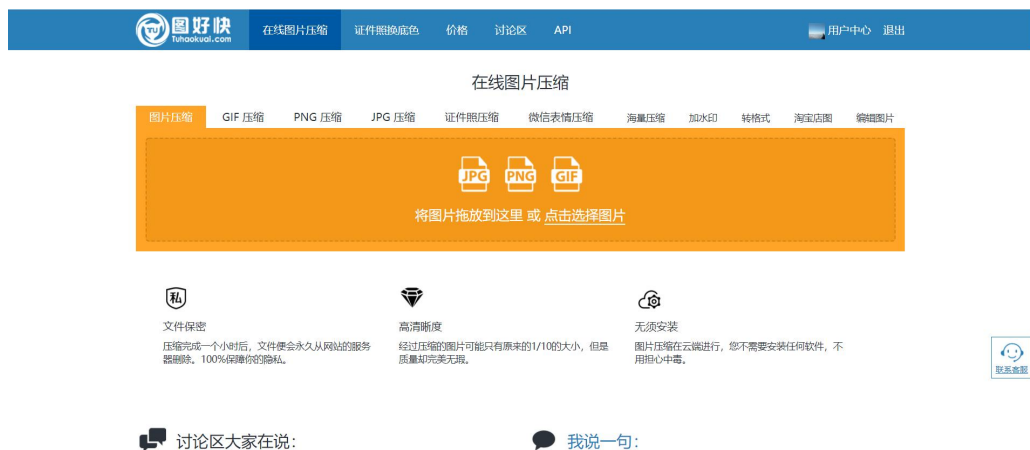 图好快
Tuhaokuai.com
在线图片压缩 证件照换底色 价格 讨论区 API 用户中心 退出
在线图片压缩
图片压缩 GIF 压缩 PNG 压缩 JPG 压缩 证件照压缩 微信表情压缩 海量压缩 加水印 转格式 淘宝店图 编辑图片
JPG PNG GIF
将图片拖放到这里 或 点击选择图片
私
文件保密 高清晰度 无须安装
压缩完成一个小时后，文件便会永久从网站的服务 经过压缩的图片可能只有原来的1/10的大小，但是 图片压缩在云端进行，您不需要安装任何软件，不
器删除。100%保障你的隐私。 质量却完美无瑕。 用担心中毒。
联系客服
讨论区大家在说： 我说一句：